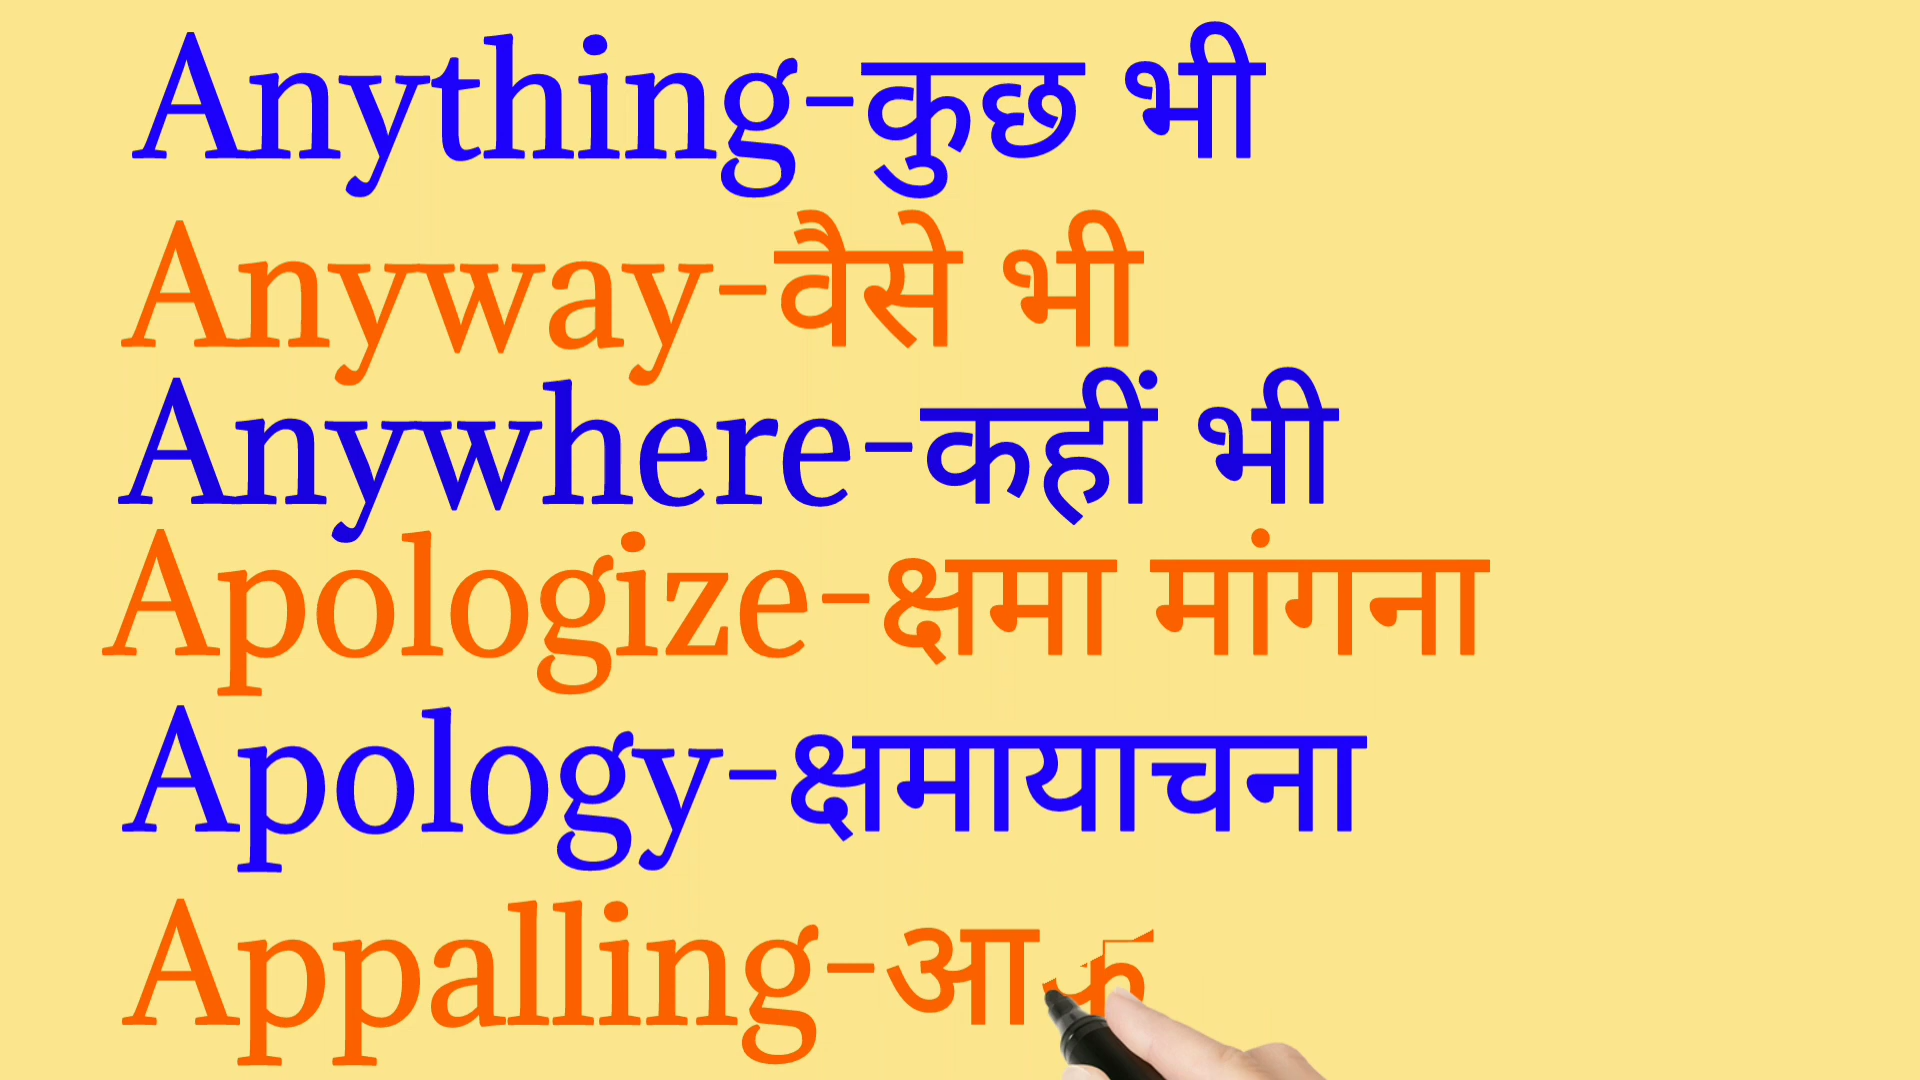 Anything-कुछ भी
Anyway-वैसे भी
Anywhere-कहीं भी
Apologize-क्षमा मांगना
Apology-क्षमायाचना
Appalling-